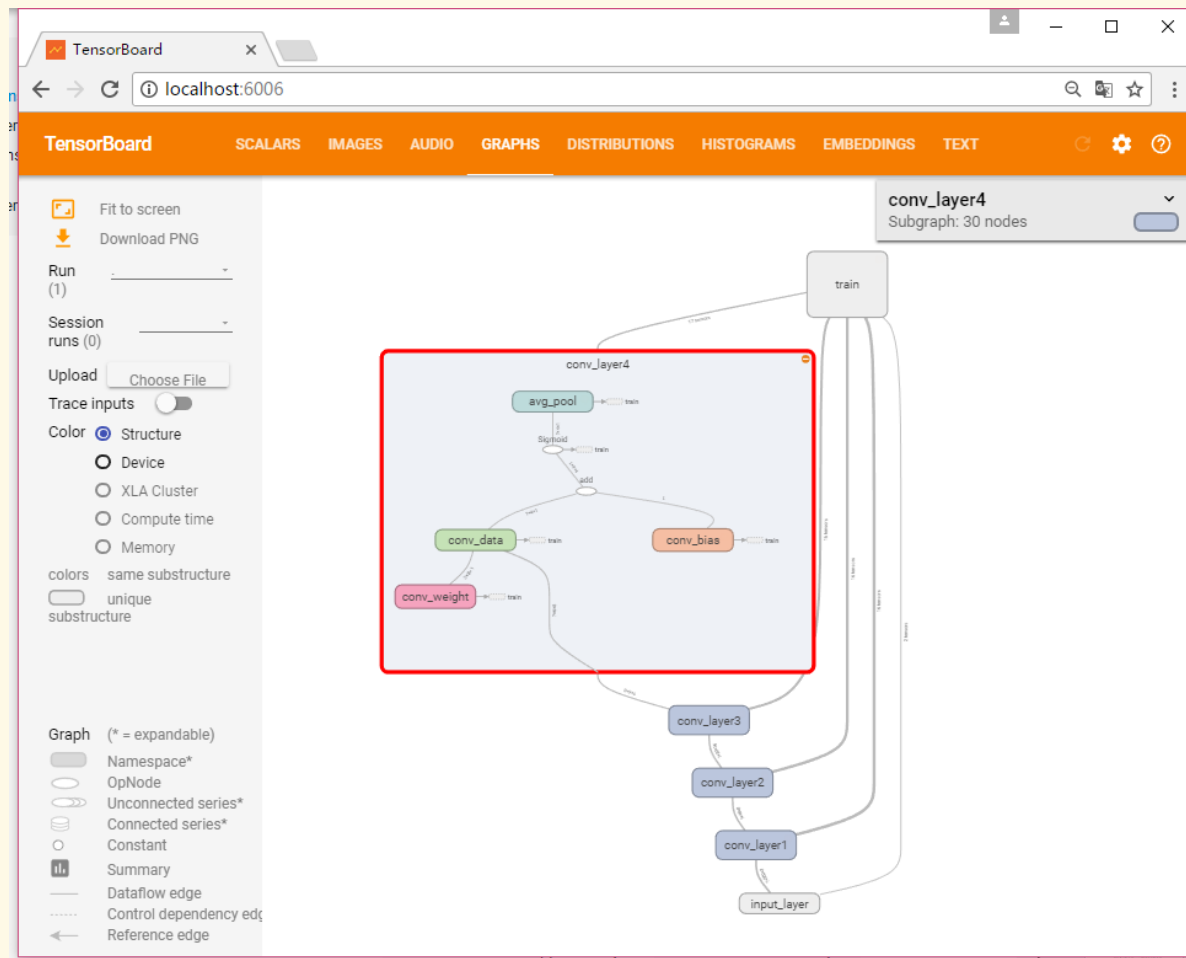 TensorBoard
localhost:6006
TensorBoard SCALARS IMAGES AUDIO GRAPHS DISTRIBUTIONS HISTOGRAMS EMBEDDINGS TEXT
Fit to screen
Download PNG
Run
(1)
.
Session
runs (0)
Upload Choose File
Trace inputs
Color Structure
Device
XLA Cluster
Compute time
Memory
colors same substructure
unique
substructure
Graph (* = expandable)
Namespace*
OpNode
Unconnected series*
Connected series*
Constant
Summary
Dataflow edge
Control dependency edg
Reference edge
conv_layer4
Subgraph: 30 nodes
train
conv_layer4
avg_pool
train
Sigmoid
train
add
conv_data
train
conv_bias
train
conv_weight
train
conv_layer3
conv_layer2
conv_layer1
input_layer